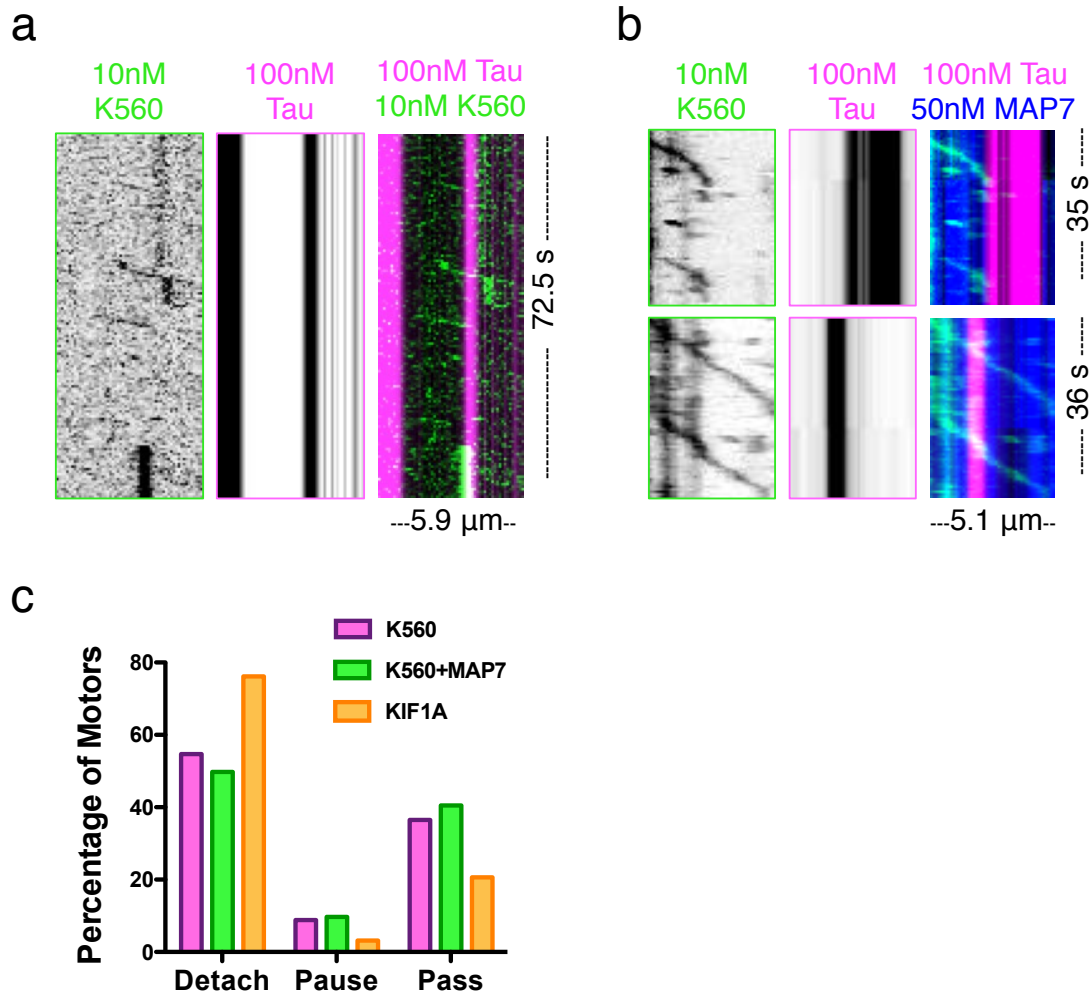 a
10nM
K560
100nM
Tau
100nM Tau
10nM K560
72.5 s
---5.9 µm--
b
10nM
K560
100nM
Tau
100nM Tau
50nM MAP7
35 s
36 s
---5.1 µm--
c
K560
K560+MAP7
KIF1A
Percentage of Motors
80
60
40
20
0
Detach
Pause
Pass